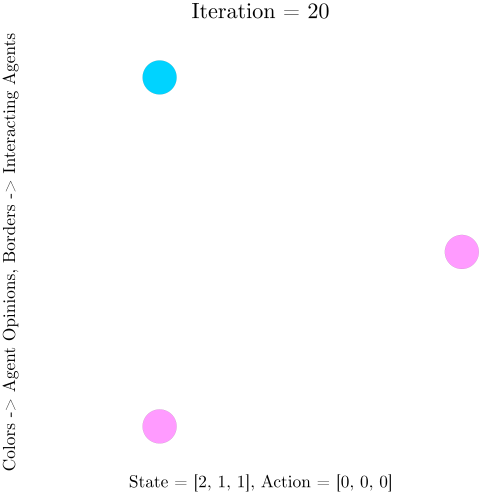 Iteration = 20
Colors -> Agent Opinions, Borders -> Interacting Agents
State = [2, 1, 1], Action = [0, 0, 0]